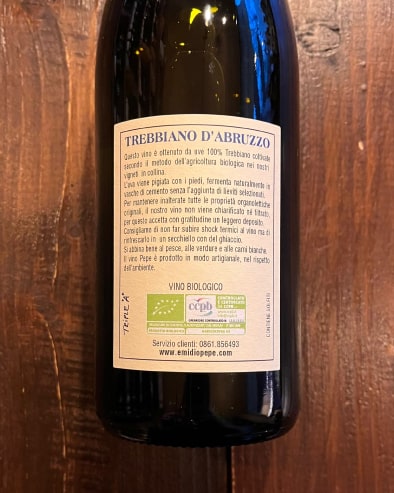 TREBBIANO D'ABRUZZO
Questo vino è ottenuto da uve 100% Trebbiano coltivate
secondo il metodo dell'agricoltura biologica nei nostri
vigneti in collina.
L'uva viene pigiata con i piedi, fermenta naturalmente in
vasche di cemento senza l'aggiunta di lieviti selezionati.
Per mantenere inalterate tutte le proprietà organolettiche
originali, il nostro vino non viene chiarificato né filtrato,
per questo accetta con gratitudine un leggero deposito.
Consigliamo di non far subire shock termici al vino ma di
rinfrescarlo in un secchiello con del ghiaccio.
Si abbina bene al pesce, alle verdure e alle carni bianche.
Il vino Pepe è prodotto in modo artigianale, nel rispetto
dell'ambiente.
VINO BIOLOGICO
ccpb
CONTIENE SOLFITI
Servizio clienti: 0861.856493
www.emidiopepe.com